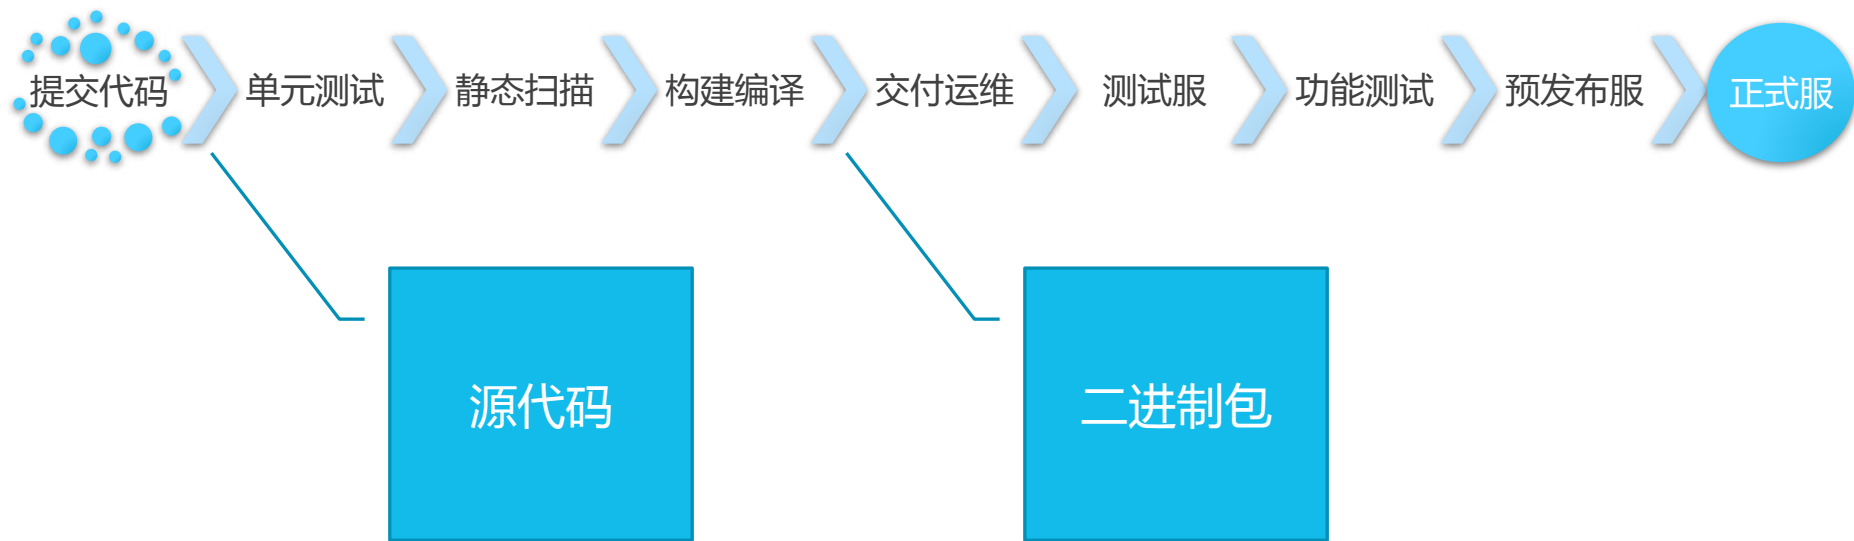 提交代码
单元测试
静态扫描
构建编译
交付运维
测试服
功能测试
预发布服
正式服
源代码
二进制包